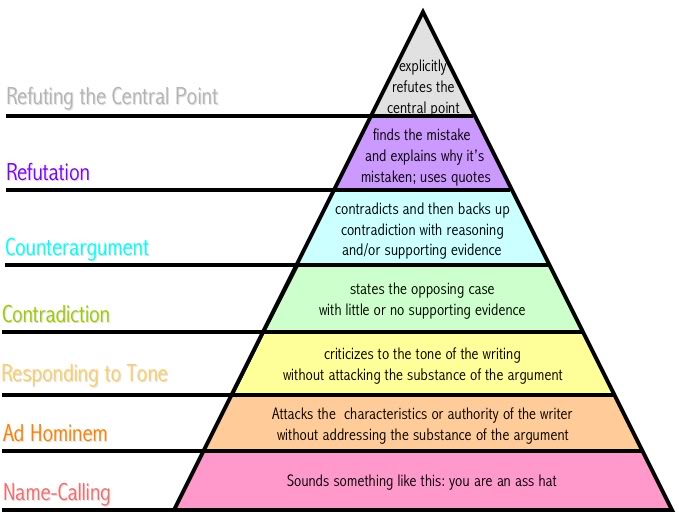 explicitly
refutes the
central point
Refuting the Central Point
finds the mistake
and explains why it's
mistaken; uses quotes
Refutation
contradicts and then backs up
contradiction with reasoning
and/or supporting evidence
Counterargument
states the opposing case
with little or no supporting evidence
Contradiction
criticizes to the tone of the writing
without attacking the substance of the argument
Responding to Tone
Attacks the  characteristics or authority of the writer
without addressing the substance of the argument
Ad Hominem
Sounds something like this: you are an ass hat
Name-Calling